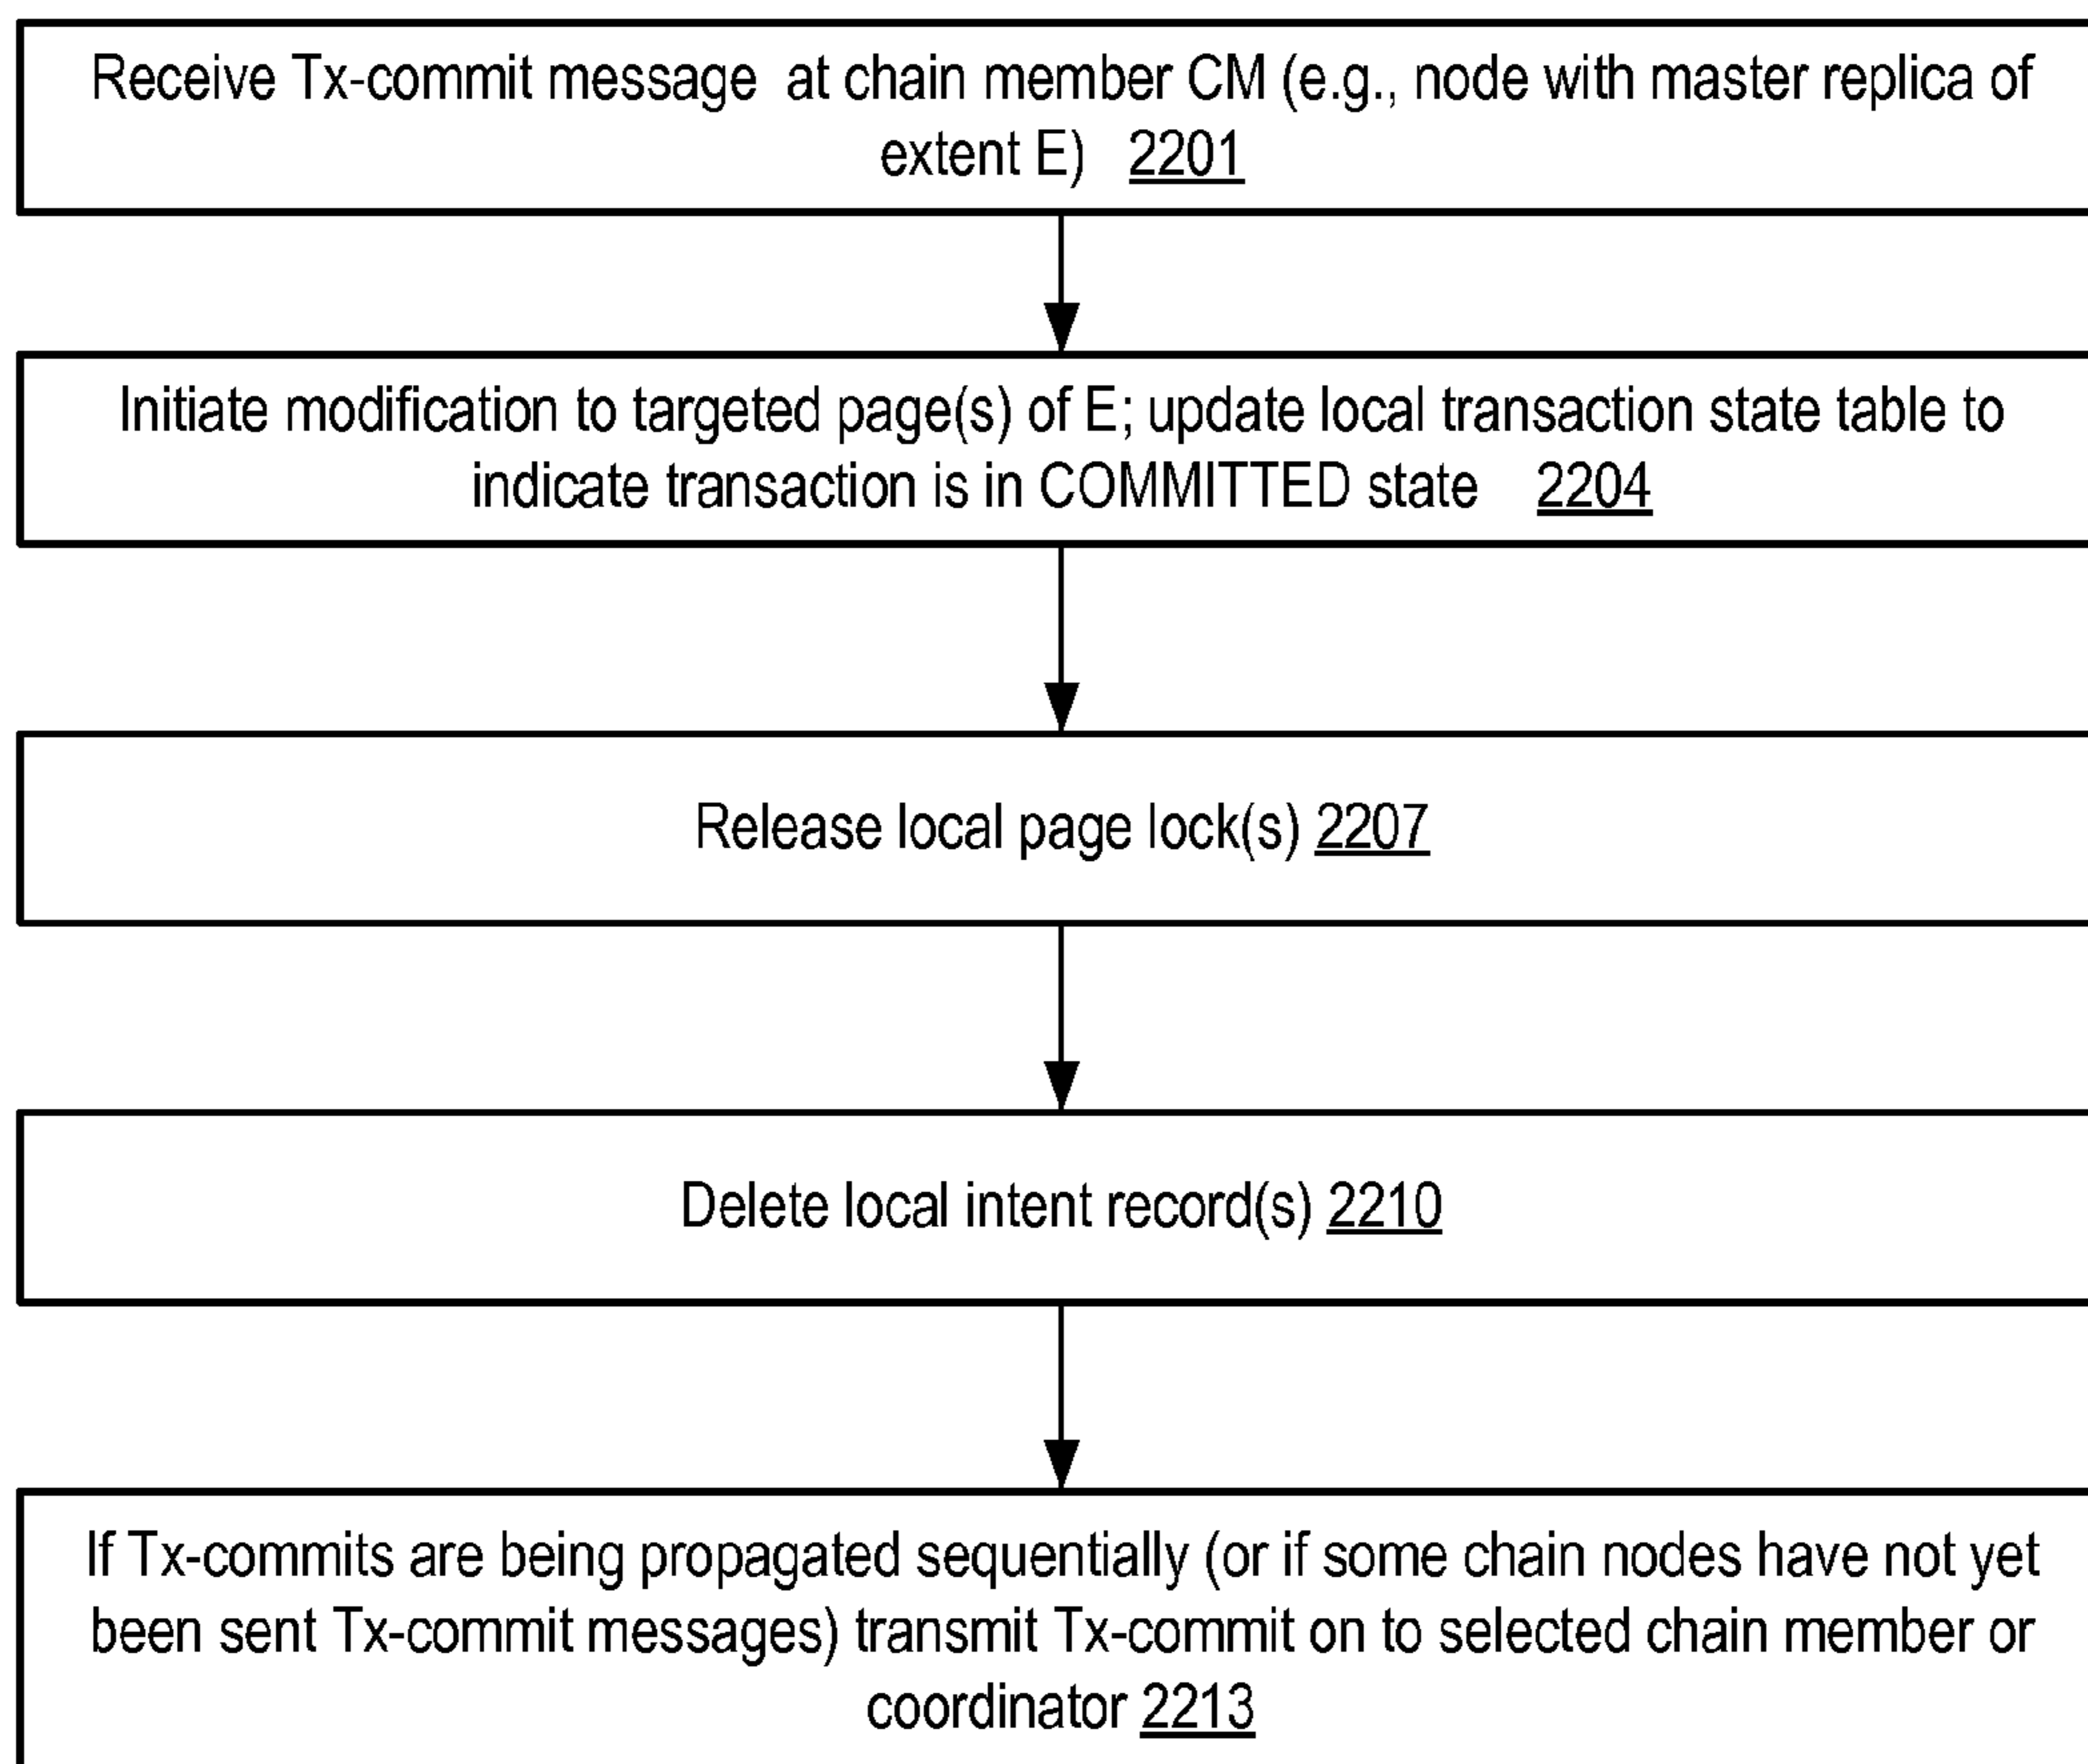 Receive Tx-commit message at chain member CM (e.g., node with master replica of
extent E) 2201
Initiate modification to targeted page(s) of E; update local transaction state table to
indicate transaction is in COMMITTED state 2204
Release local page lock(s) 2207
Delete local intent record(s) 2210
If Tx-commits are being propagated sequentially (or if some chain nodes have not yet
been sent Tx-commit messages) transmit Tx-commit on to selected chain member or
coordinator 2213